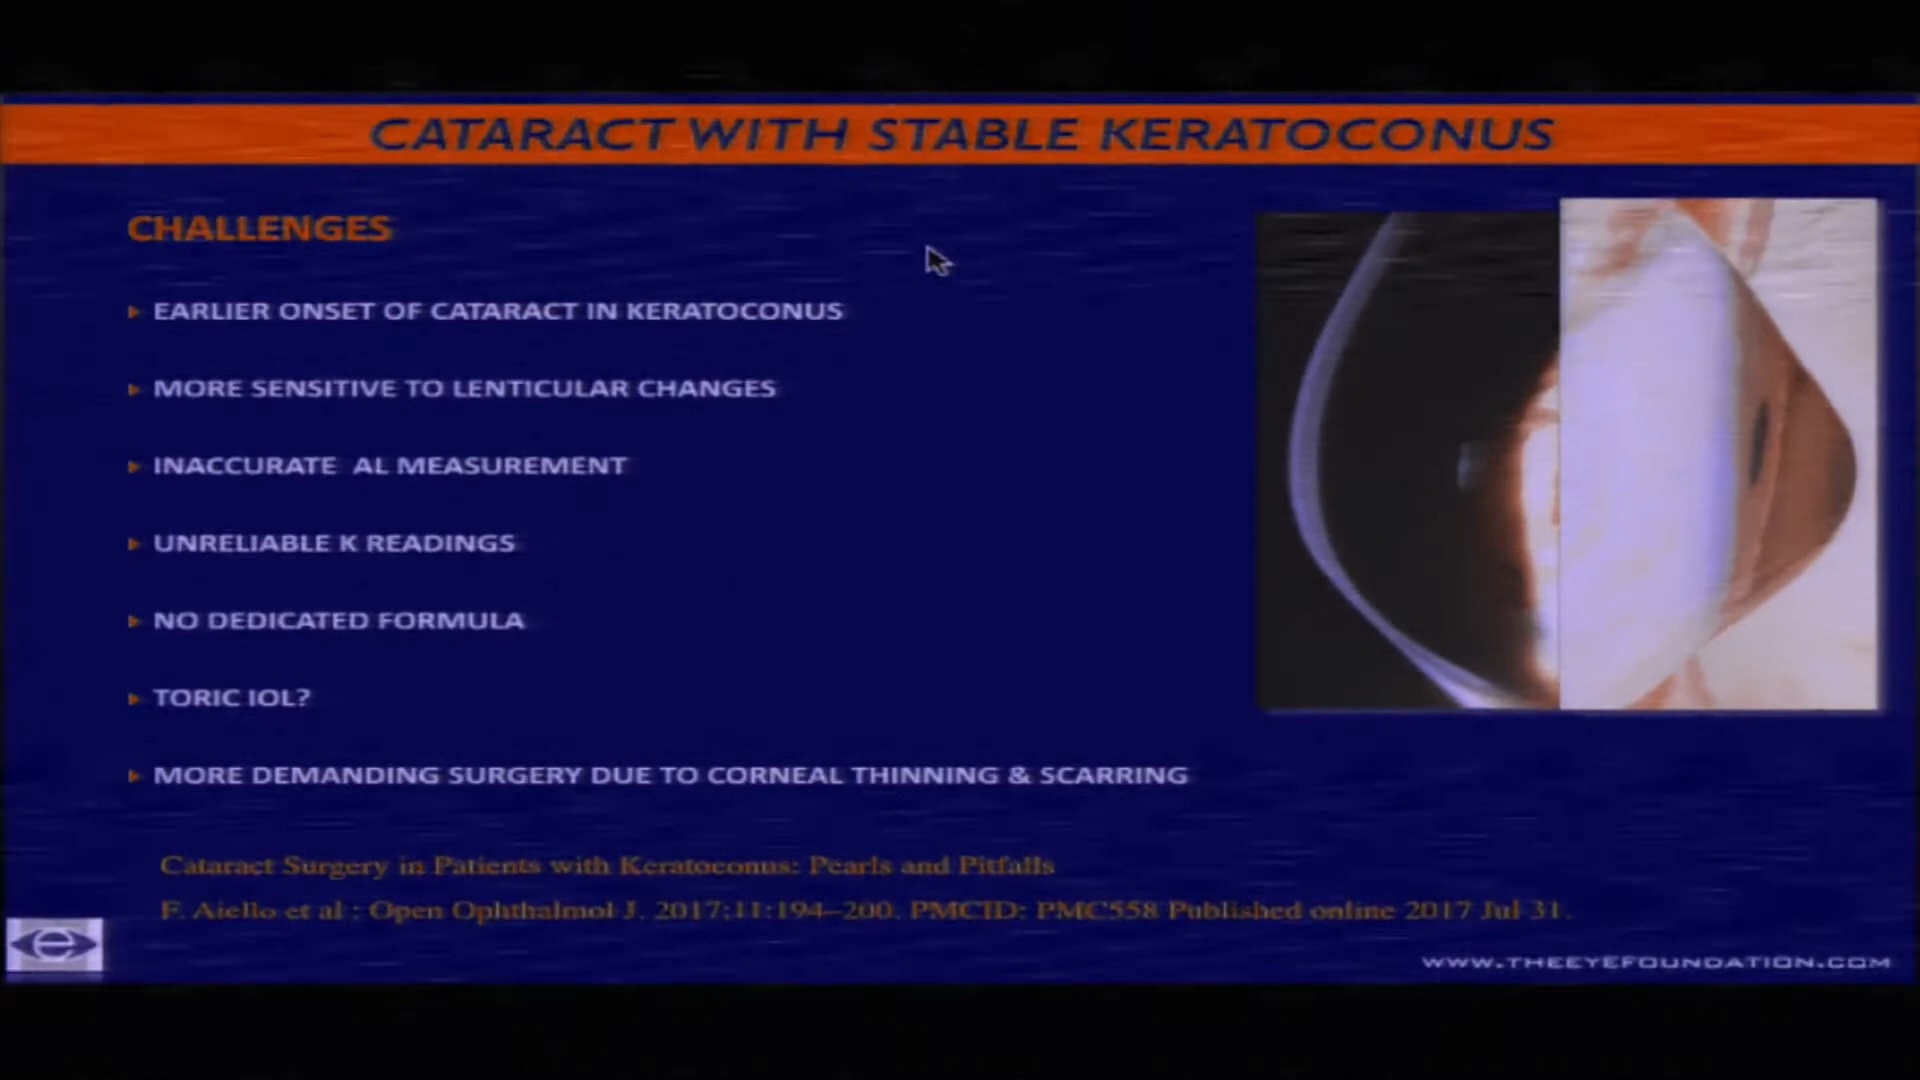 CATARACT WITH STABLE KERATOCONUS
CHALLENGES
EARLIER ONSET OF CATARACT IN KERATOCONUS
MORE SENSITIVE TO LENTICULAR CHANGES
INACCURATE AL MEASUREMENT
UNRELIABLE K READINGS
NO DEDICATED FORMULA
TORIC IOL?
MORE DEMANDING SURGERY DUE TO CORNEAL THINNING & SCARRING
Cataract Surgery in Patients with Keratoconus: Pearls and Pitfalls
F. Aiello et al : Open Ophthalmol J. 2017;11:194–200. PMCID: PMC558 Published online 2017 Jul 31.
e
WWW.THEEYEFOUNDATION.COM